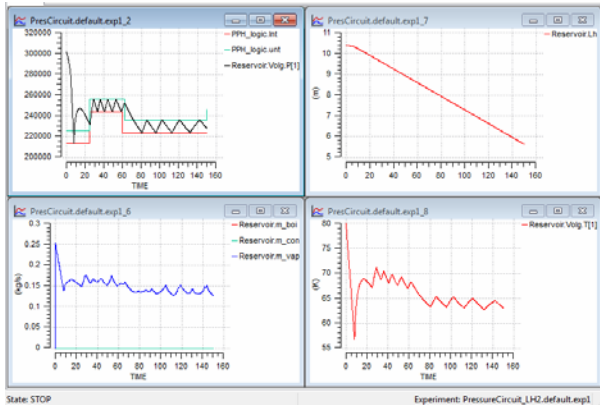 PresCircuit.default.exp1_2
320000
300000
280000
260000
240000
220000
200000
0 20 40 60 80 100 120 140 160
TIME
PPH_logic.lnt
PPH_logic.unt
Reservoir.Volg.P[1]
PresCircuit.default.exp1_7
11
10
9
8
7
6
5
(m)
0 20 40 60 80 100 120 140 160
Reservoir.Lh
PresCircuit.default.exp1_6
0.3
0.25
0.2
0.15
0.1
0.05
0
(kg/s)
0 20 40 60 80 100 120 140 160
TIME
Reservoir.m_boi
Reservoir.m_con
Reservoir.m_vap
PresCircuit.default.exp1_8
80
75
70
65
60
55
(K)
0 20 40 60 80 100 120 140 160
TIME
Reservoir.Volg.T[1]
State: STOP
Experiment: PressureCircuit_LH2.default.exp1